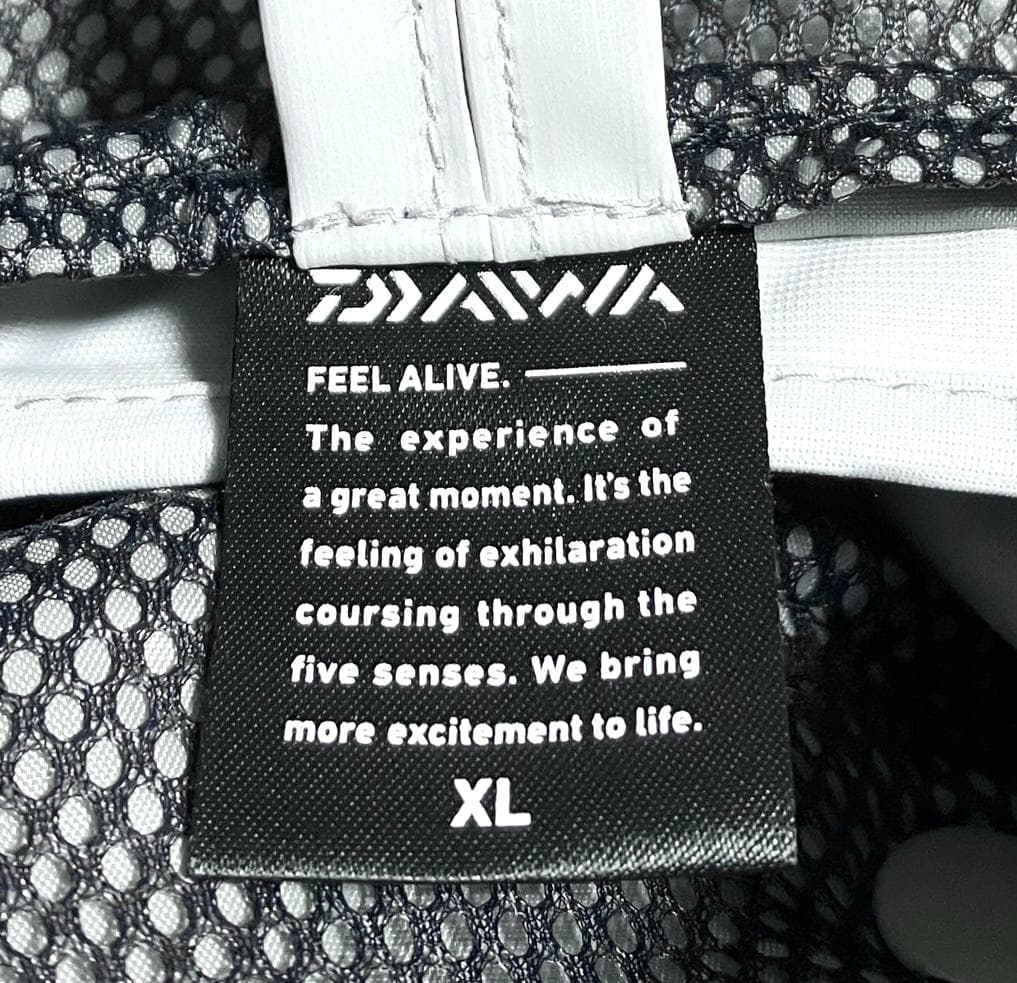 DAIWA
FEEL ALIVE.
The experience of
a great moment. It's the
feeling of exhilaration
coursing through the
five senses. We bring
more excitement to life.
XL